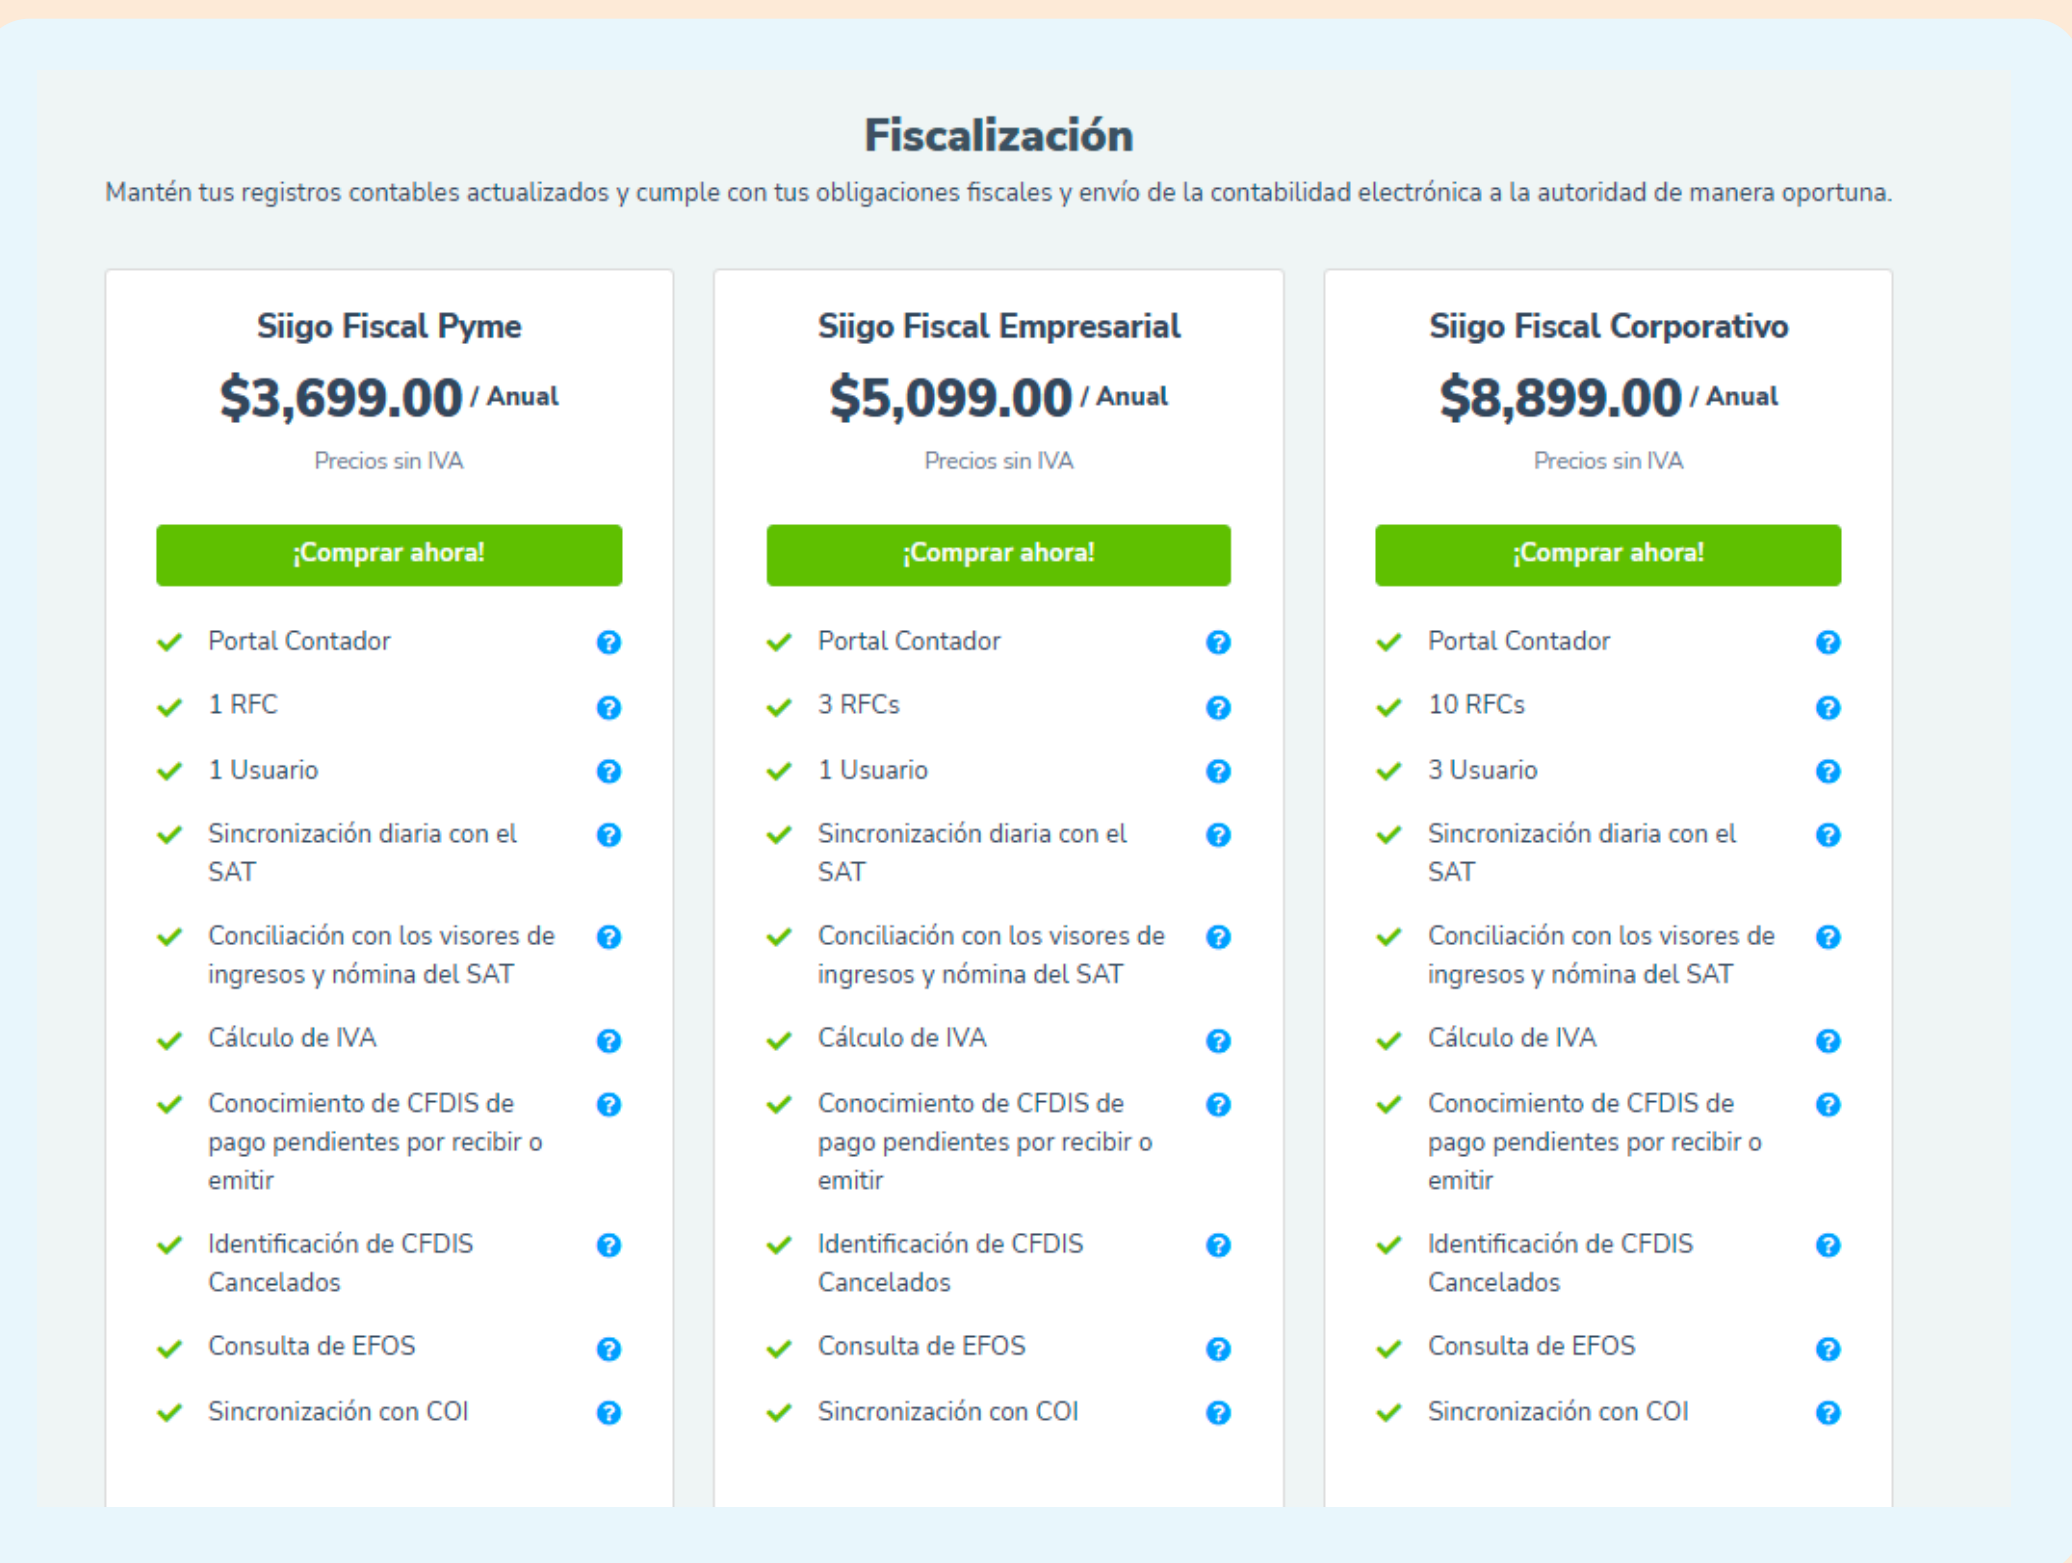 Fiscalización
Mantén tus registros contables actualizados y cumple con tus obligaciones fiscales y envío de la contabilidad electrónica a la autoridad de manera oportuna.
Siigo Fiscal Pyme
$3,699.00 / Anual
Precios sin IVA
¡Comprar ahora!
Portal Contador
1 RFC
1 Usuario
Sincronización diaria con el
SAT
Conciliación con los visores de
ingresos y nómina del SAT
Cálculo de IVA
Conocimiento de CFDIS de
pago pendientes por recibir o
emitir
Identificación de CFDIS
Cancelados
Consulta de EFOS
Sincronización con COI
Siigo Fiscal Empresarial
$5,099.00 / Anual
Precios sin IVA
¡Comprar ahora!
Portal Contador
3 RFCs
1 Usuario
Sincronización diaria con el
SAT
Conciliación con los visores de
ingresos y nómina del SAT
Cálculo de IVA
Conocimiento de CFDIS de
pago pendientes por recibir o
emitir
Identificación de CFDIS
Cancelados
Consulta de EFOS
Sincronización con COI
Siigo Fiscal Corporativo
$8,899.00 / Anual
Precios sin IVA
¡Comprar ahora!
Portal Contador
10 RFCs
3 Usuario
Sincronización diaria con el
SAT
Conciliación con los visores de
ingresos y nómina del SAT
Cálculo de IVA
Conocimiento de CFDIS de
pago pendientes por recibir o
emitir
Identificación de CFDIS
Cancelados
Consulta de EFOS
Sincronización con COI